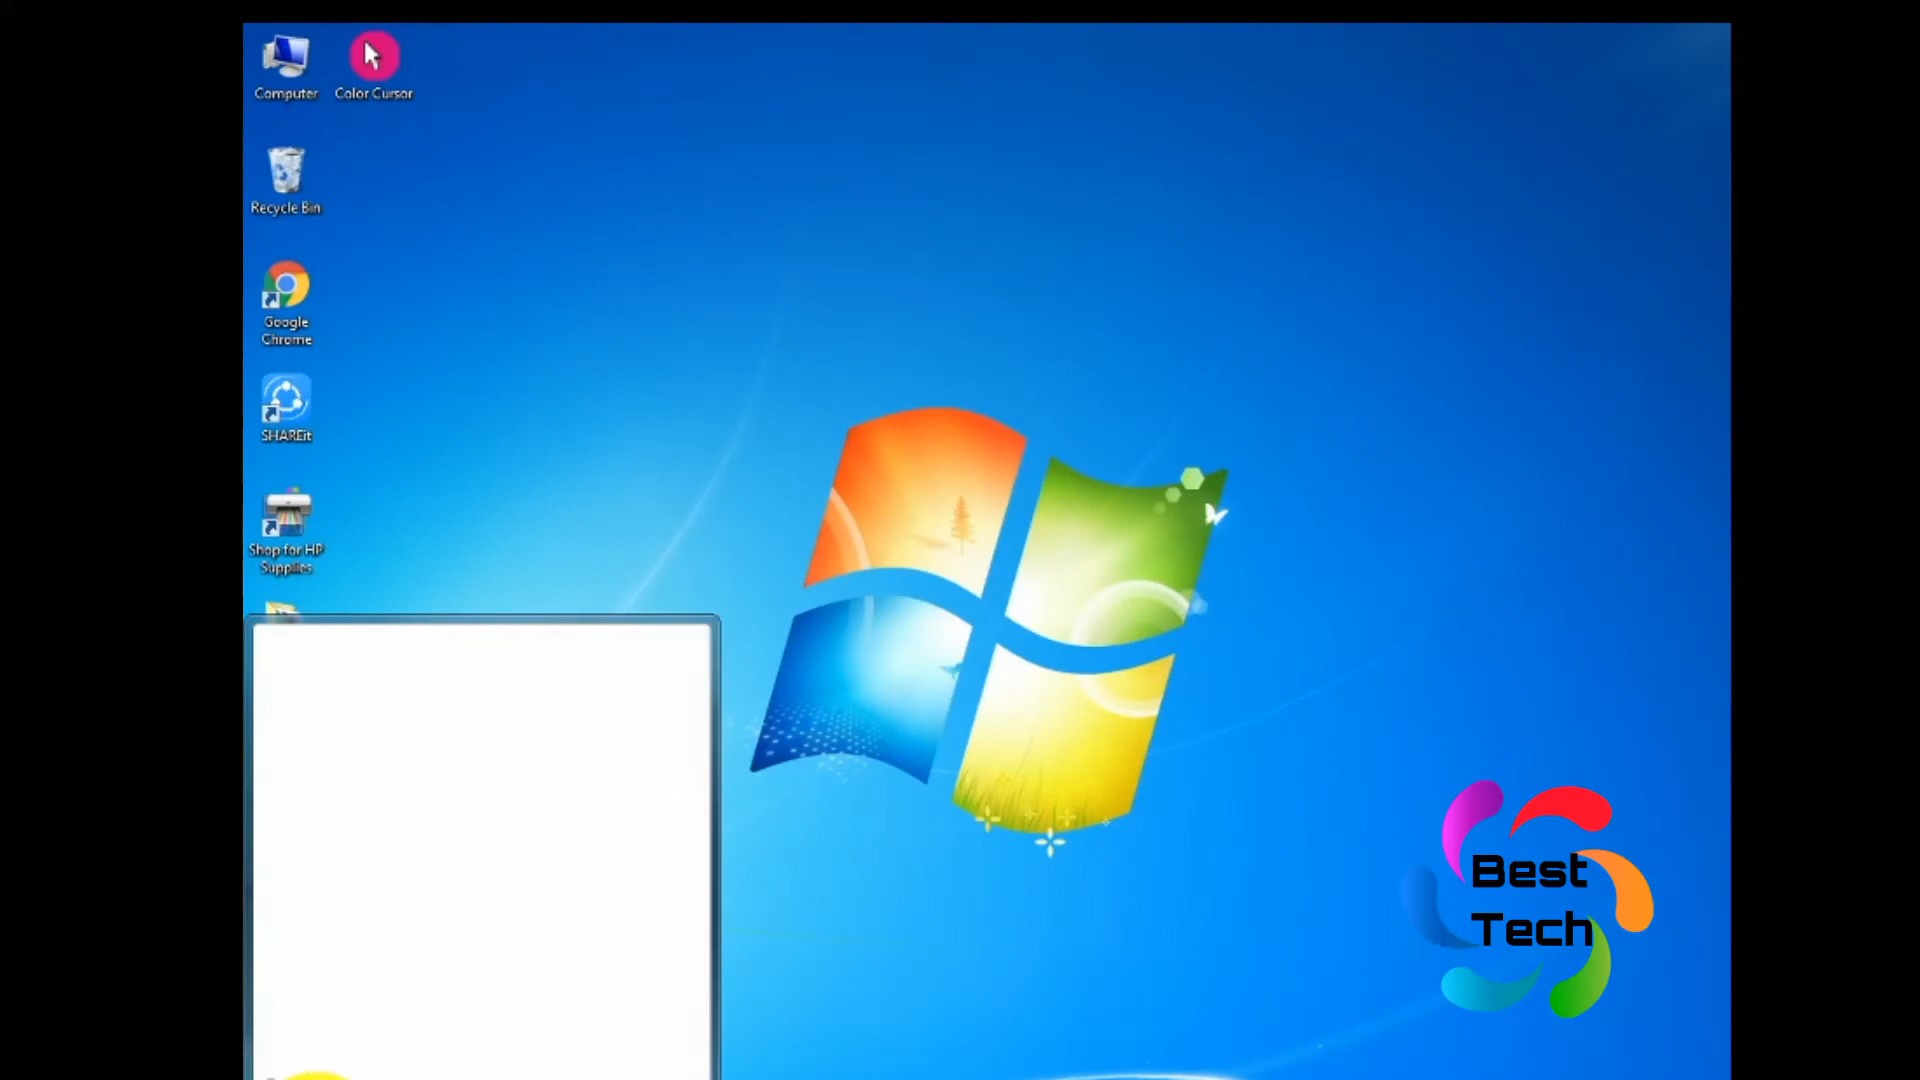 Computer
Color Cursor
Recycle Bin
Google
Chrome
SHAREit
Shop for HP
Supplies
Best
Tech